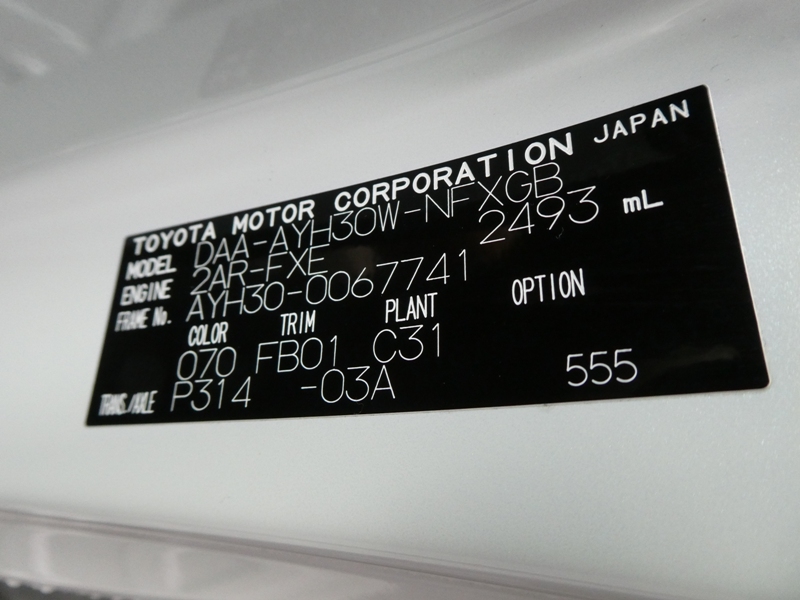 TOYOTA MOTOR CORPORATION JAPAN
MODEL DAA-AYH30W-NFXGB
ENGINE 2AR-FXE 2493 mL
FRAME No. AYH30-0067741
COLOR TRIM PLANT OPTION
070 FB01 C31
TRANS./AXLE P314 -03A 555